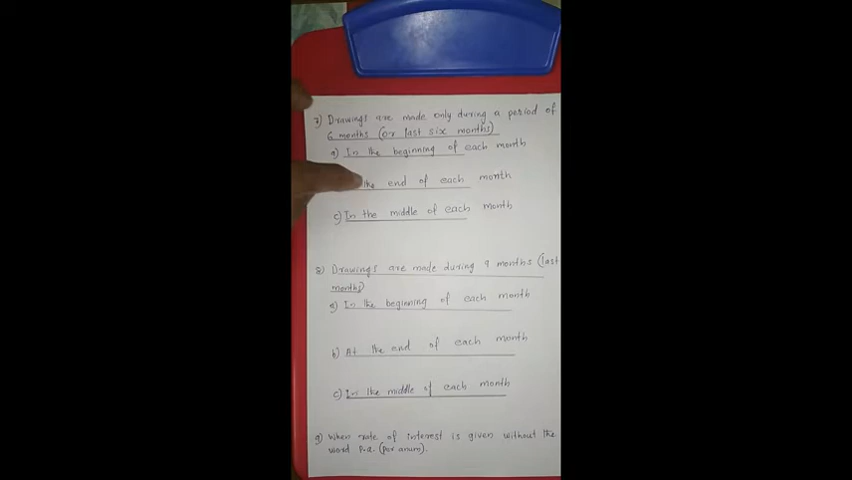 7) Drawings are made only during a period of
6 months (or last six months)
a) In the beginning of each month
the end of each month
c) In the middle of each month
8) Drawings are made during 9 months (last
months)
a) In the beginning of each month
b) At the end of each month
c) In the middle of each month
9) When rate of interest is given without the
word P.a. (per anum).